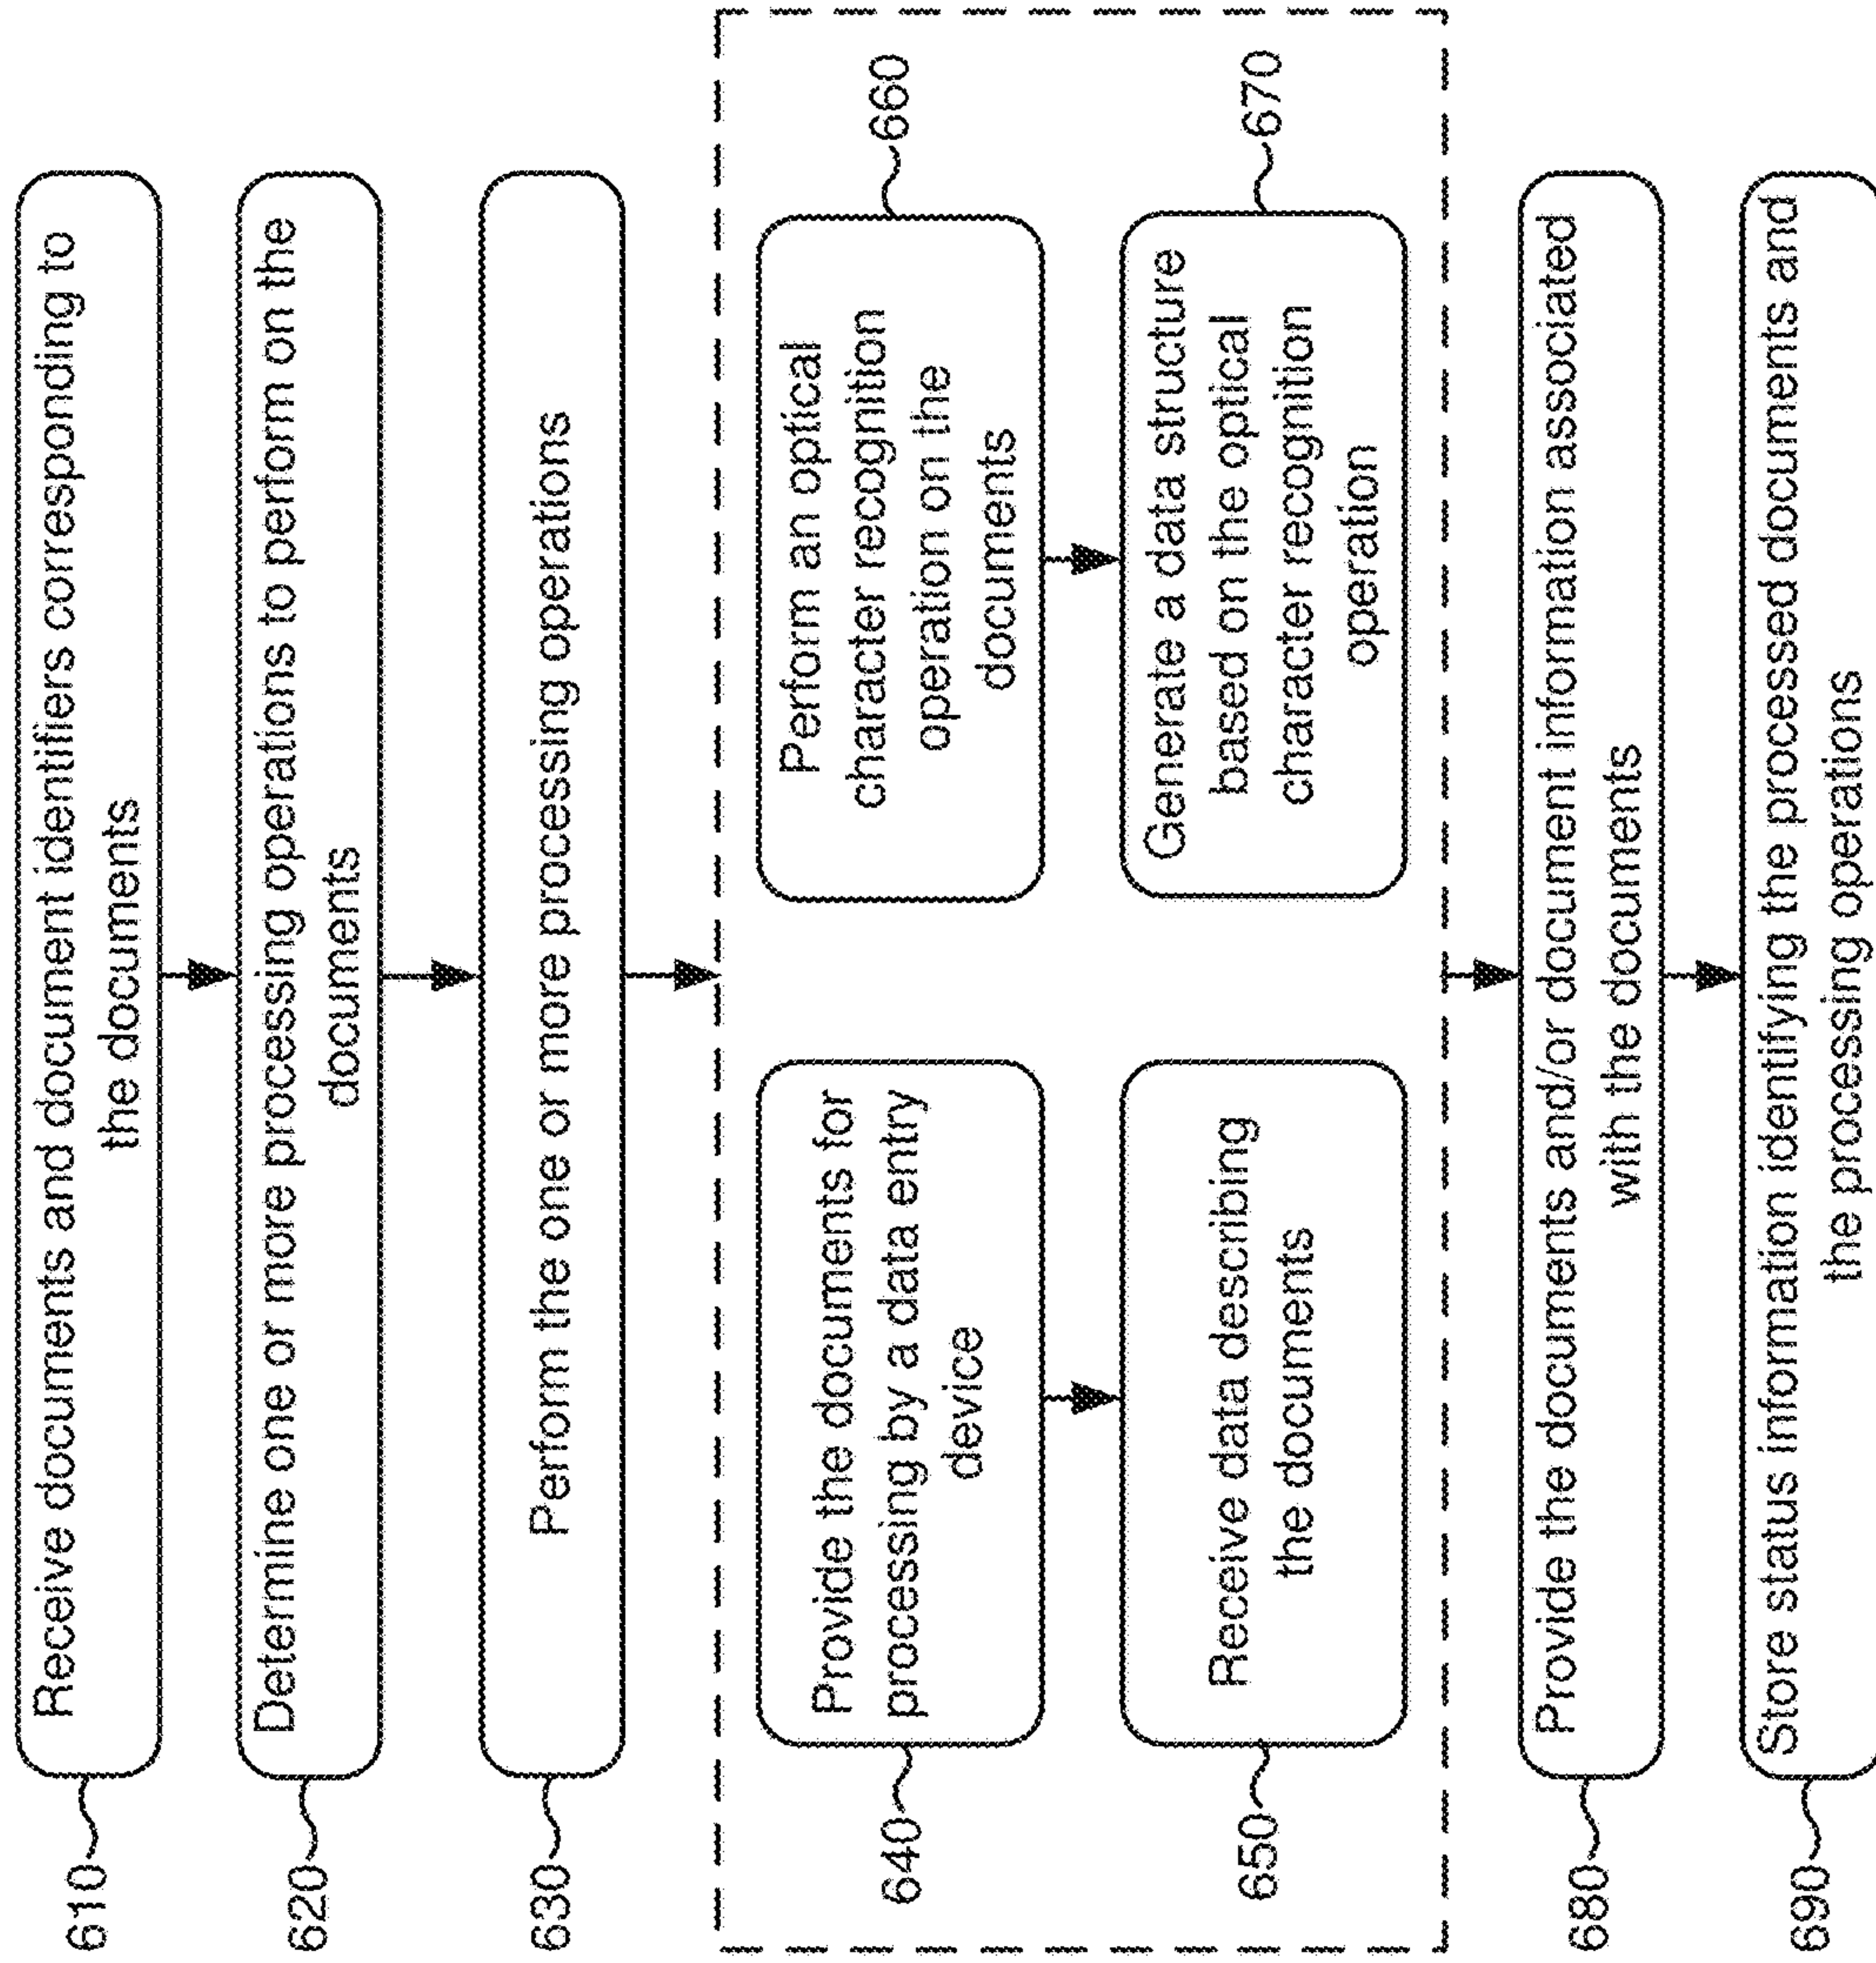 610
Receive documents and document identifiers corresponding to
the documents
620
Determine one or more processing operations to perform on the
documents
630
Perform the one or more processing operations
640
Provide the documents for
processing by a data entry
device
650
Receive data describing
the documents
660
Perform an optical
character recognition
operation on the
documents
670
Generate a data structure
based on the optical
character recognition
operation
680
Provide the documents and/or document information associated
with the documents
690
Store status information identifying the processed documents and
the processing operations